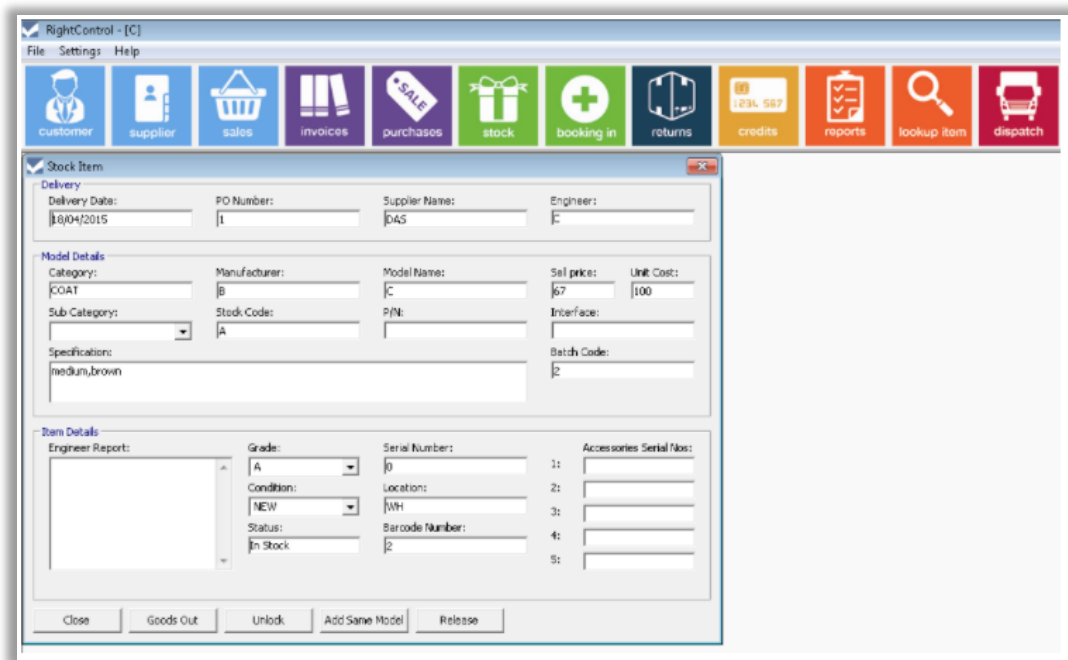 RightControl - [C]
File Settings Help
customer supplier sales invoices purchases stock booking in returns credits reports lookup item dispatch
SALE
1234 567
Stock Item
Delivery
Delivery Date: PO Number: Supplier Name: Engineer:
18/04/2015 1 DAS C
Model Details
Category: Manufacturer: Model Name: Sel price: Unit Cost:
COAT B C 67 100
Sub Category: Stock Code: P/N: Interface:
A
Specification: Batch Code:
medium,brown 2
Item Details
Engineer Report: Grade: Serial Number: Accessories Serial Nos:
A 0 1:
Condition: Location: 2:
NEW WH 3:
Status: Barcode Number: 4:
In Stock 2 5:
Close Goods Out Unlock Add Same Model Release